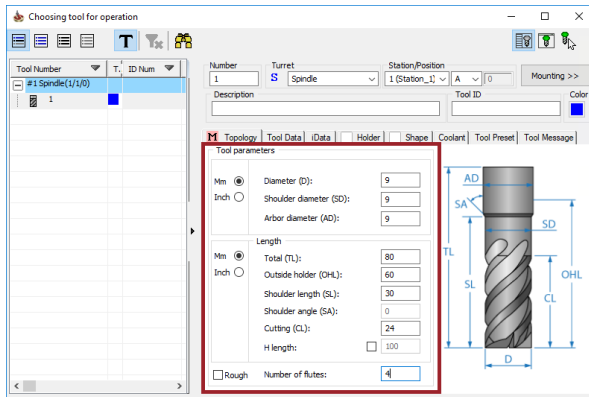 Choosing tool for operation
T Tx
Tool Number T. ID Num
#1 Spindle(1/1/0)
1
Number Turret Station/Position
1 S Spindle 1 (Station_1) A 0 Mounting >>
Description Tool ID Color
M Topology Tool Data iData Holder Shape Coolant Tool Preset Tool Message
Tool parameters
Mm Diameter (D): 9
Inch Shoulder diameter (SD): 9
Arbor diameter (AD): 9
Length
Mm Total (TL): 80
Inch Outside holder (OHL): 60
Shoulder length (SL): 30
Shoulder angle (SA): 0
Cutting (CL): 24
H length: 100
Rough Number of flutes: 4
AD
SA
SD
TL
OHL
SL
CL
D